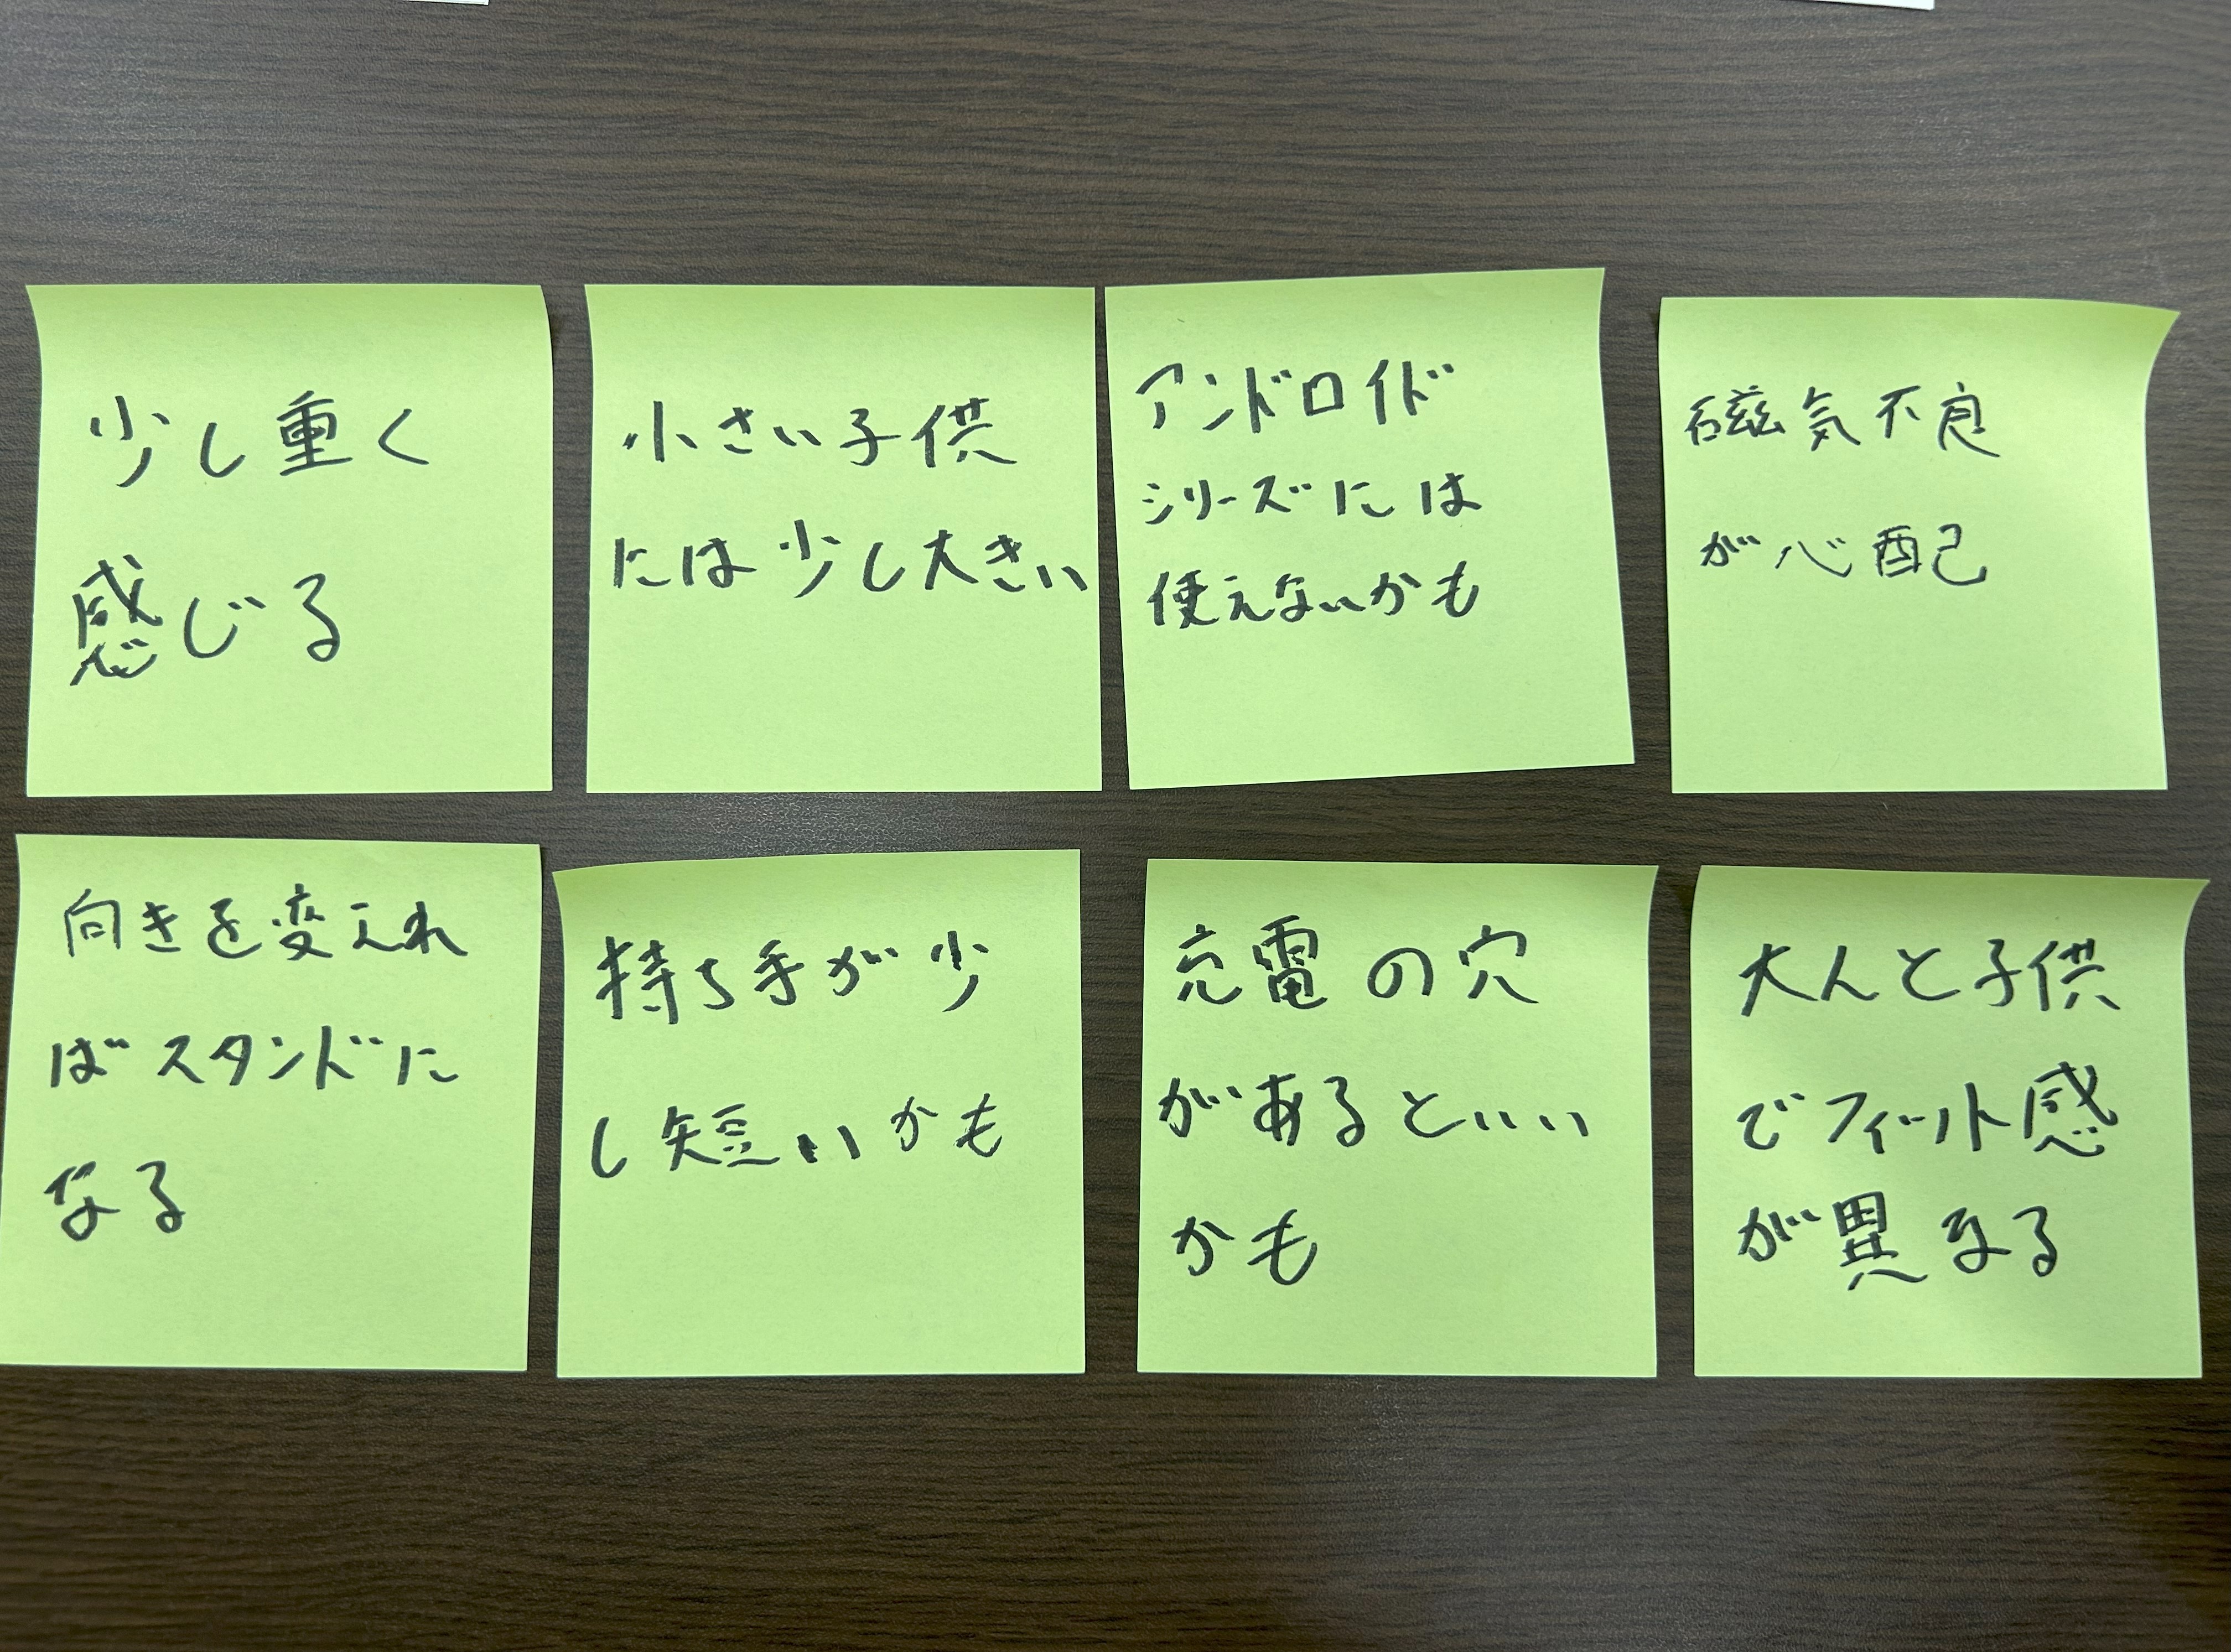 少し重く
感じる
小さい子供
には少し大きい
アンドロイド
シリーズには
使えないかも
磁気不良
が心配
向きを変えれ
ばスタンドに
なる
持ち手が少
し短いかも
充電の穴
があるといい
かも
大人と子供
でフィット感
が異なる